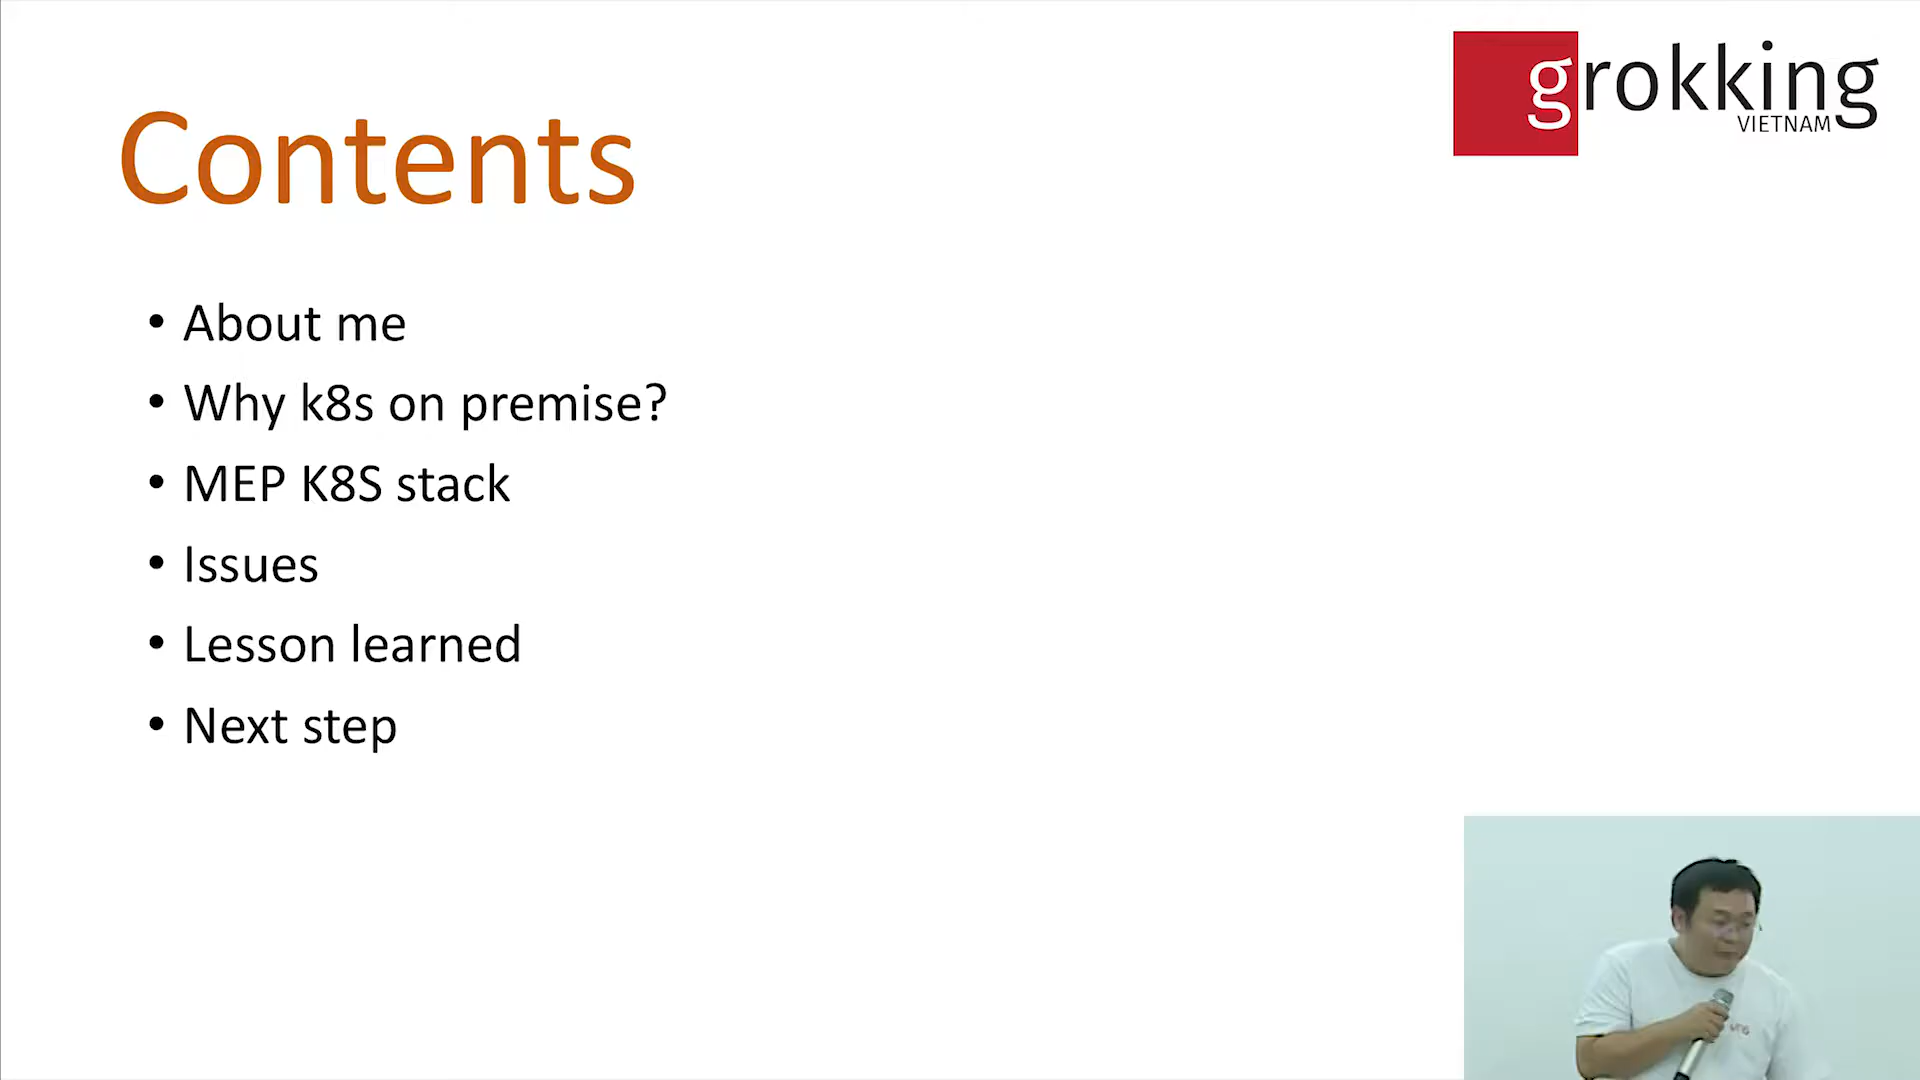 grokking
VIETNAM
Contents
• About me
• Why k8s on premise?
• MEP K8S stack
• Issues
• Lesson learned
• Next step